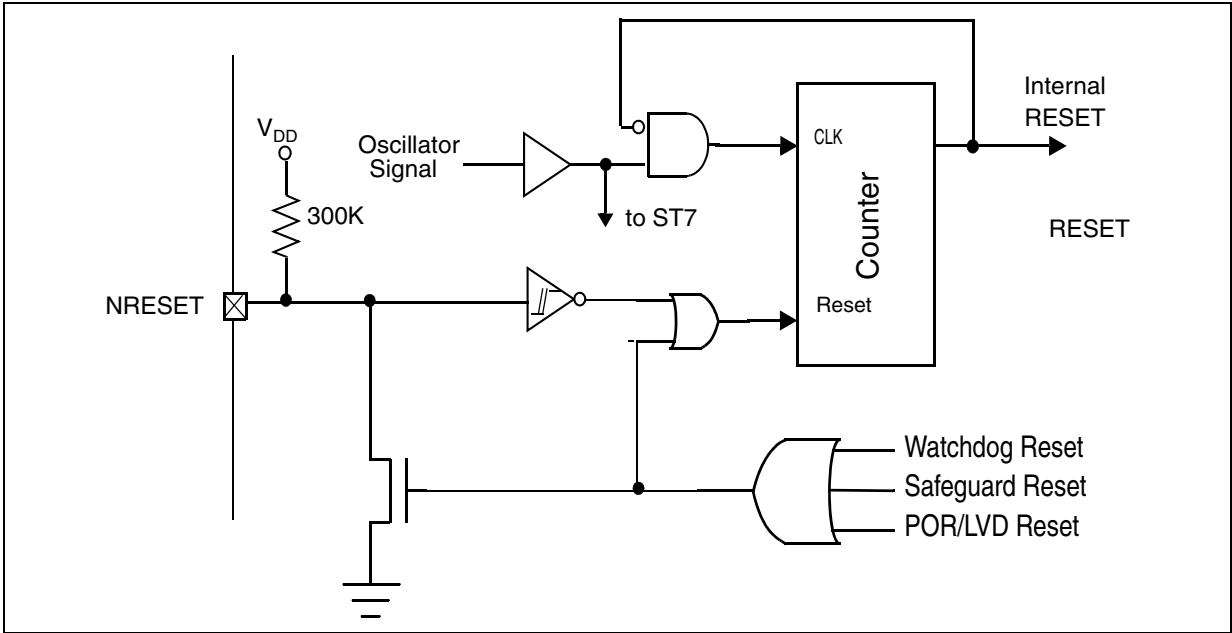 Internal
RESET
V_DD
Oscillator
Signal
CLK
300K
to ST7
Counter
RESET
NRESET
Reset
Watchdog Reset
Safeguard Reset
POR/LVD Reset